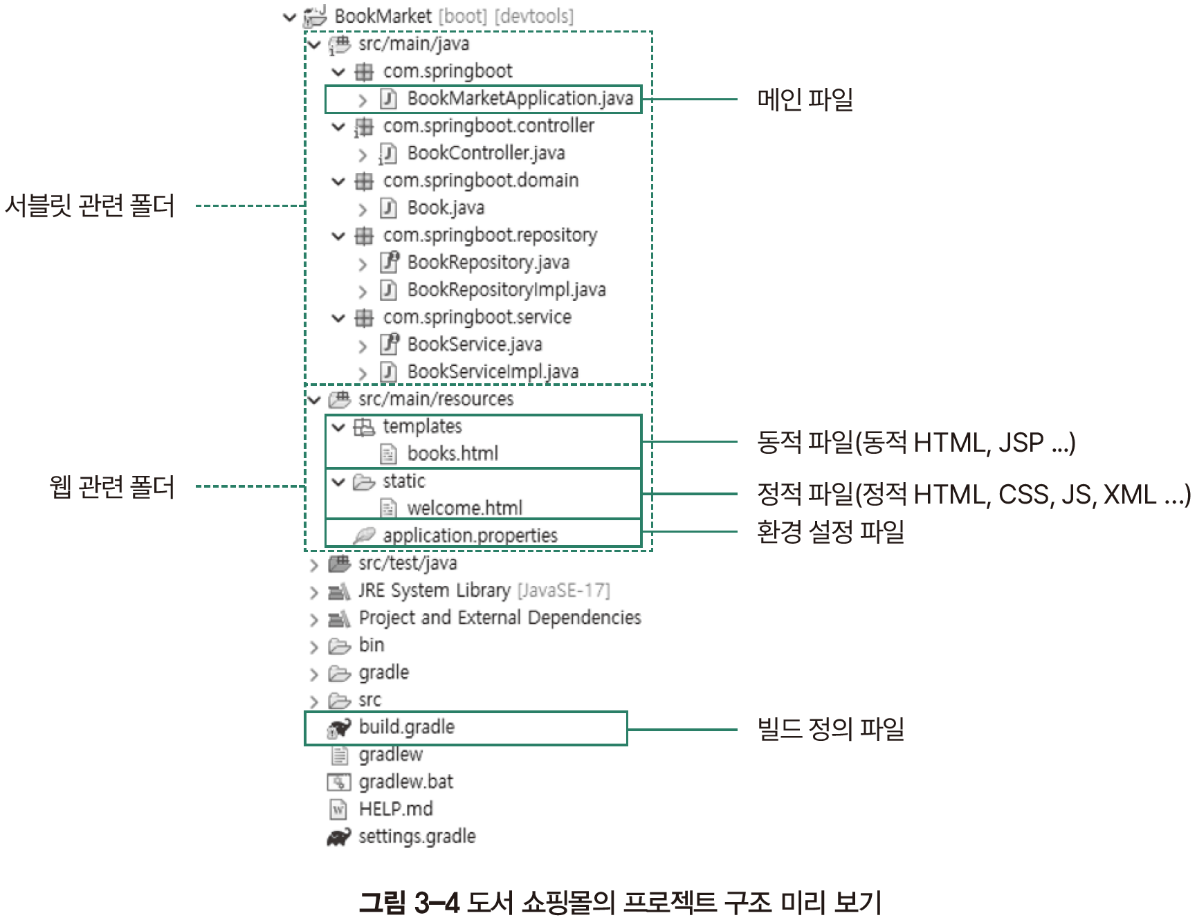 BookMarket [boot] [devtools]
src/main/java
com.springboot
BookMarketApplication.java
메인 파일
com.springboot.controller
BookController.java
com.springboot.domain
서블릿 관련 폴더
Book.java
com.springboot.repository
BookRepository.java
BookRepositoryImpl.java
com.springboot.service
BookService.java
BookServiceImpl.java
src/main/resources
templates
동적 파일(동적 HTML, JSP ...)
books.html
static
웹 관련 폴더
정적 파일(정적 HTML, CSS, JS, XML ...)
welcome.html
application.properties
환경 설정 파일
src/test/java
JRE System Library [JavaSE-17]
Project and External Dependencies
bin
gradle
src
build.gradle
빌드 정의 파일
gradlew
gradlew.bat
HELP.md
settings.gradle
그림 3-4 도서 쇼핑몰의 프로젝트 구조 미리 보기